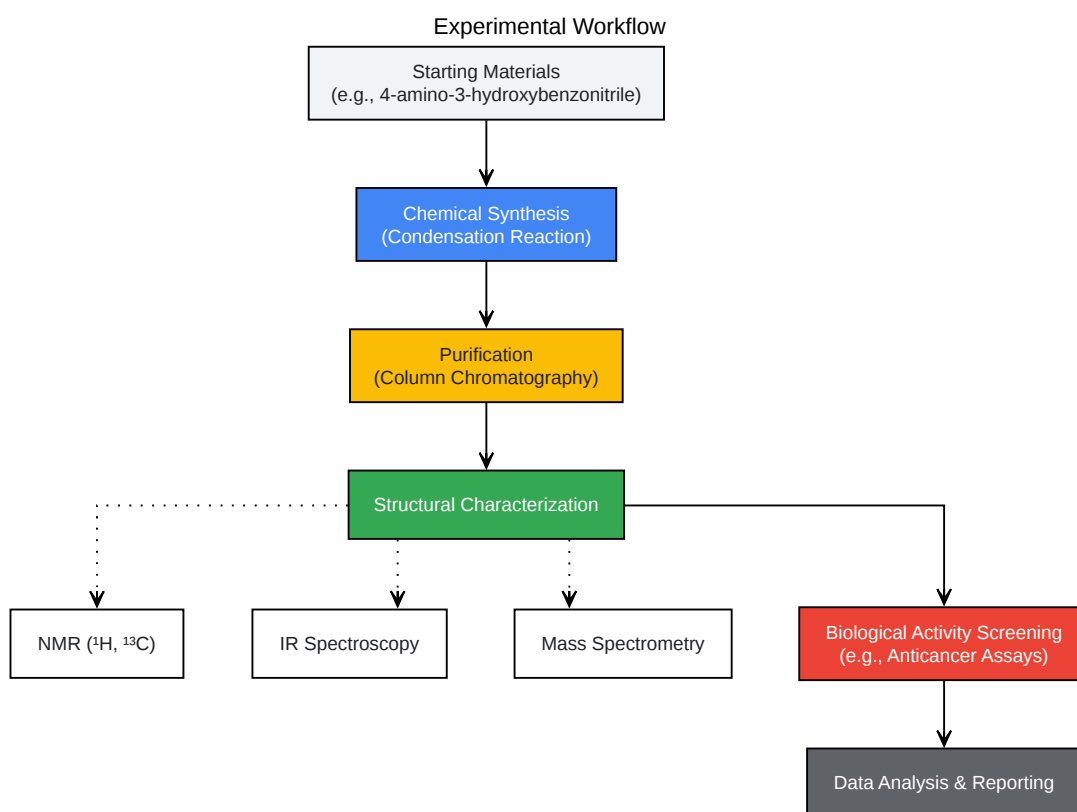 Experimental Workflow
Starting Materials
(e.g., 4-amino-3-hydroxybenzonitrile)
Chemical Synthesis
(Condensation Reaction)
Purification
(Column Chromatography)
Structural Characterization
NMR (¹H, ¹³C)
IR Spectroscopy
Mass Spectrometry
Biological Activity Screening
(e.g., Anticancer Assays)
Data Analysis & Reporting